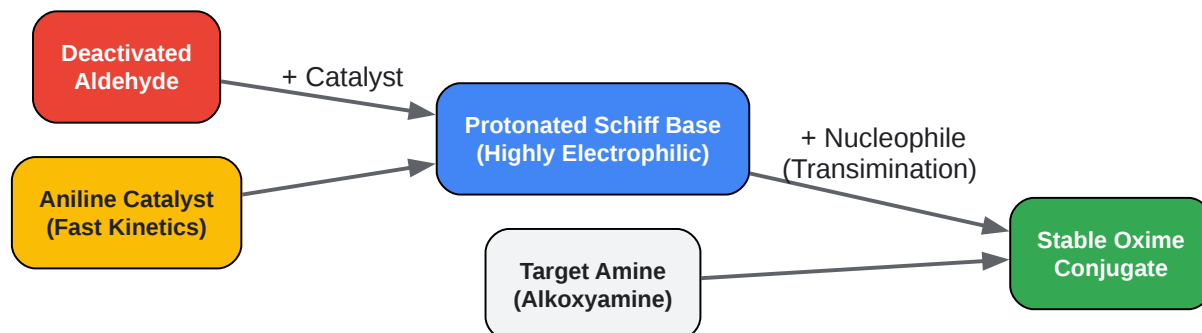 Deactivated
Aldehyde
+ Catalyst
Aniline Catalyst
(Fast Kinetics)
Protonated Schiff Base
(Highly Electrophilic)
+ Nucleophile
(Transimination)
Target Amine
(Alkoxyamine)
Stable Oxime
Conjugate